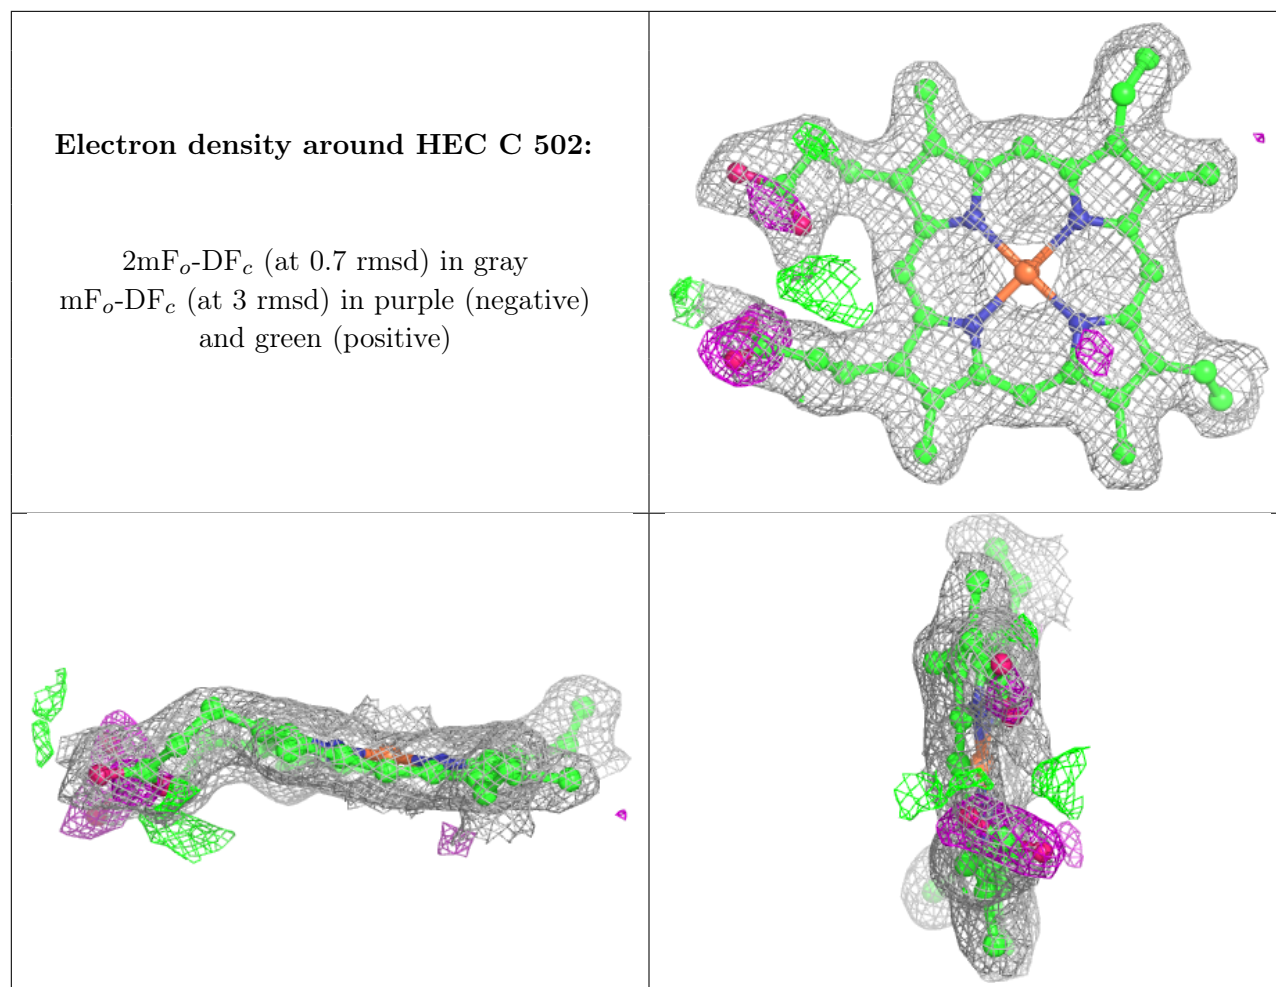 Electron density around HEC C 502:
2mFo-DFc (at 0.7 rmsd) in gray
mFo-DFc (at 3 rmsd) in purple (negative)
and green (positive)